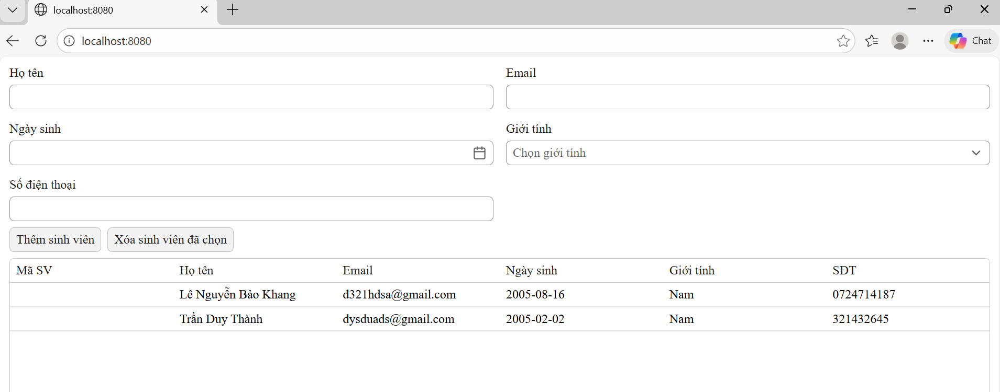 localhost:8080
localhost:8080
Chat
Họ tên
Email
Ngày sinh
Giới tính
Chọn giới tính
Số điện thoại
Thêm sinh viên
Xóa sinh viên đã chọn
Mã SV Họ tên Email Ngày sinh Giới tính SĐT
Lê Nguyễn Bảo Khang d321hdsa@gmail.com 2005-08-16 Nam 0724714187
Trần Duy Thành dysduads@gmail.com 2005-02-02 Nam 321432645